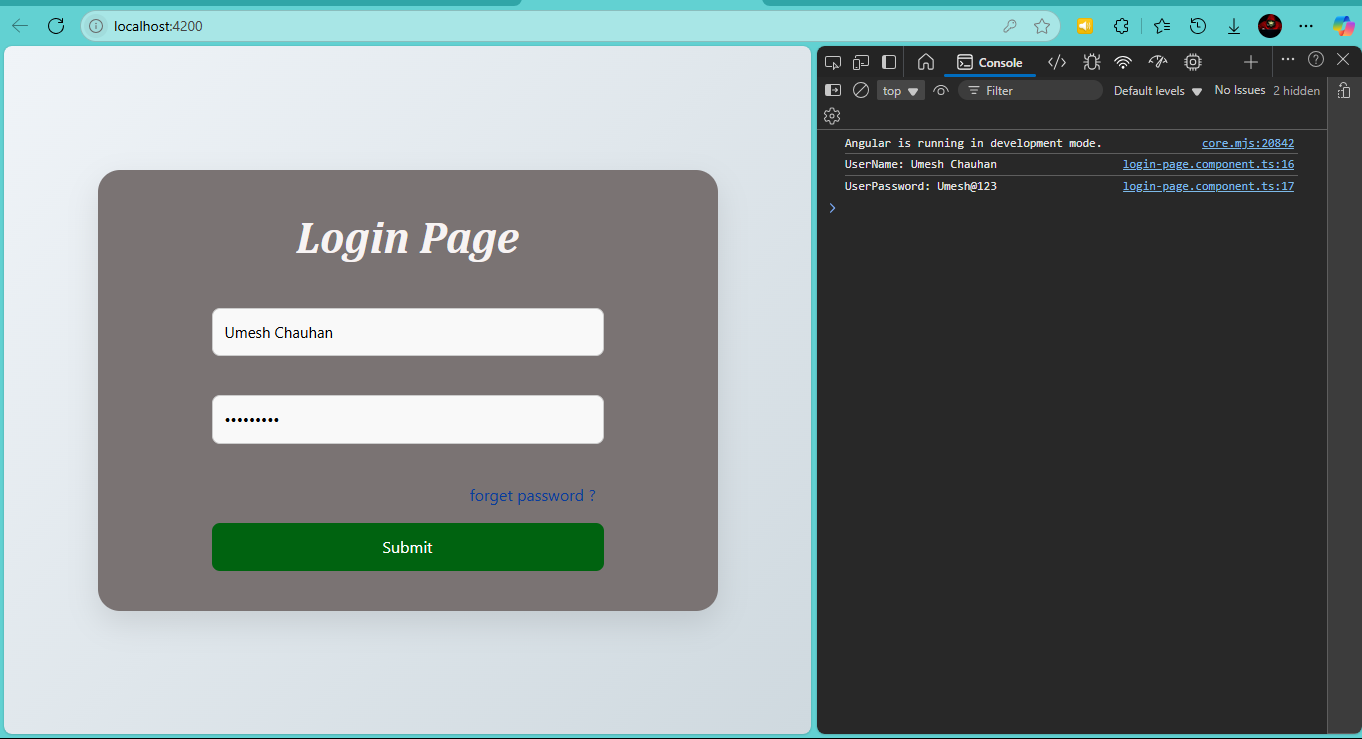 localhost:4200
Login Page
Umesh Chauhan
•••••••••
forget password ?
Submit
Console
top
Filter
Default levels
No Issues
2 hidden
Angular is running in development mode. core.mjs:20842
UserName: Umesh Chauhan login-page.component.ts:16
UserPassword: Umesh@123 login-page.component.ts:17